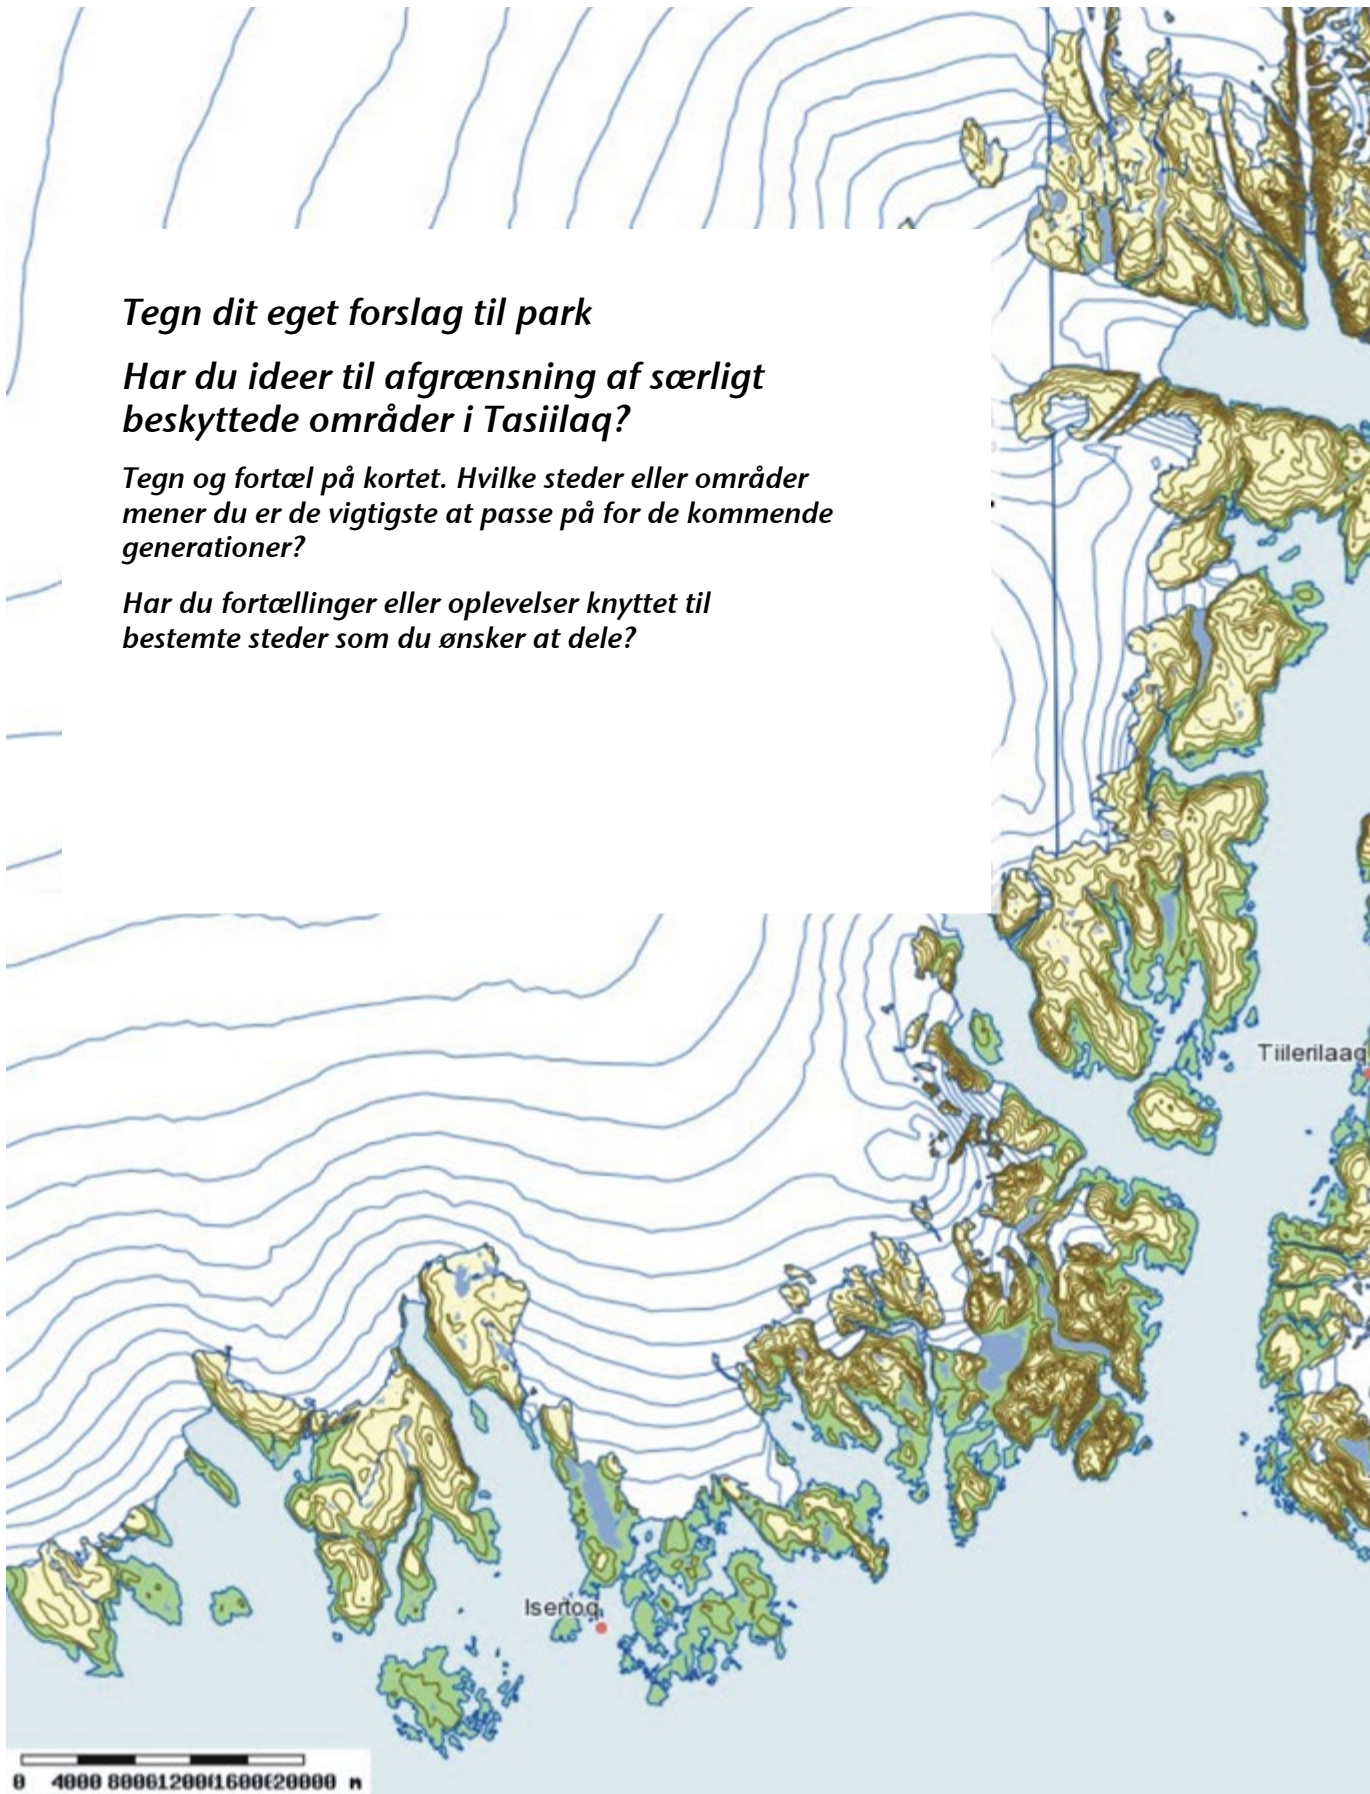 Tegn dit eget forslag til park
Har du ideer til afgrænsning af særligt
beskyttede områder i Tasiilaq?
Tegn og fortæl på kortet. Hvilke steder eller områder
mener du er de vigtigste at passe på for de kommende
generationer?
Har du fortællinger eller oplevelser knyttet til
bestemte steder som du ønsker at dele?
Tiilerilaaq
Isertoq
0 4000 8000 12000 16000 20000 m